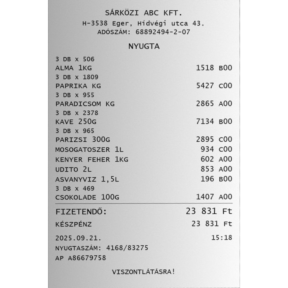 SÁRKÖZI ABC KFT.
H-3538 Eger, Hidvégi utca 43.
ADÓSZÁM: 68892494-2-07
NYUGTA
3 DB x 506
ALMA 1KG 1518 B00
3 DB x 1809
PAPRIKA KG 5427 C00
3 DB x 955
PARADICSOM KG 2865 A00
3 DB x 2378
KAVE 250G 7134 B00
3 DB x 965
PARIZSI 300G 2895 C00
MOSOGATOSZER 1L 934 C00
KENYER FEHER 1KG 602 A00
UDITO 2L 853 A00
ASVANYVIZ 1,5L 196 B00
3 DB x 469
CSOKOLADE 100G 1407 A00
FIZETENDŐ: 23 831 Ft
KÉSZPÉNZ 23 831 Ft
2025.09.21. 15:18
NYUGTASZÁM: 4168/83275
AP A86679758
VISZONTLÁTÁSRA!